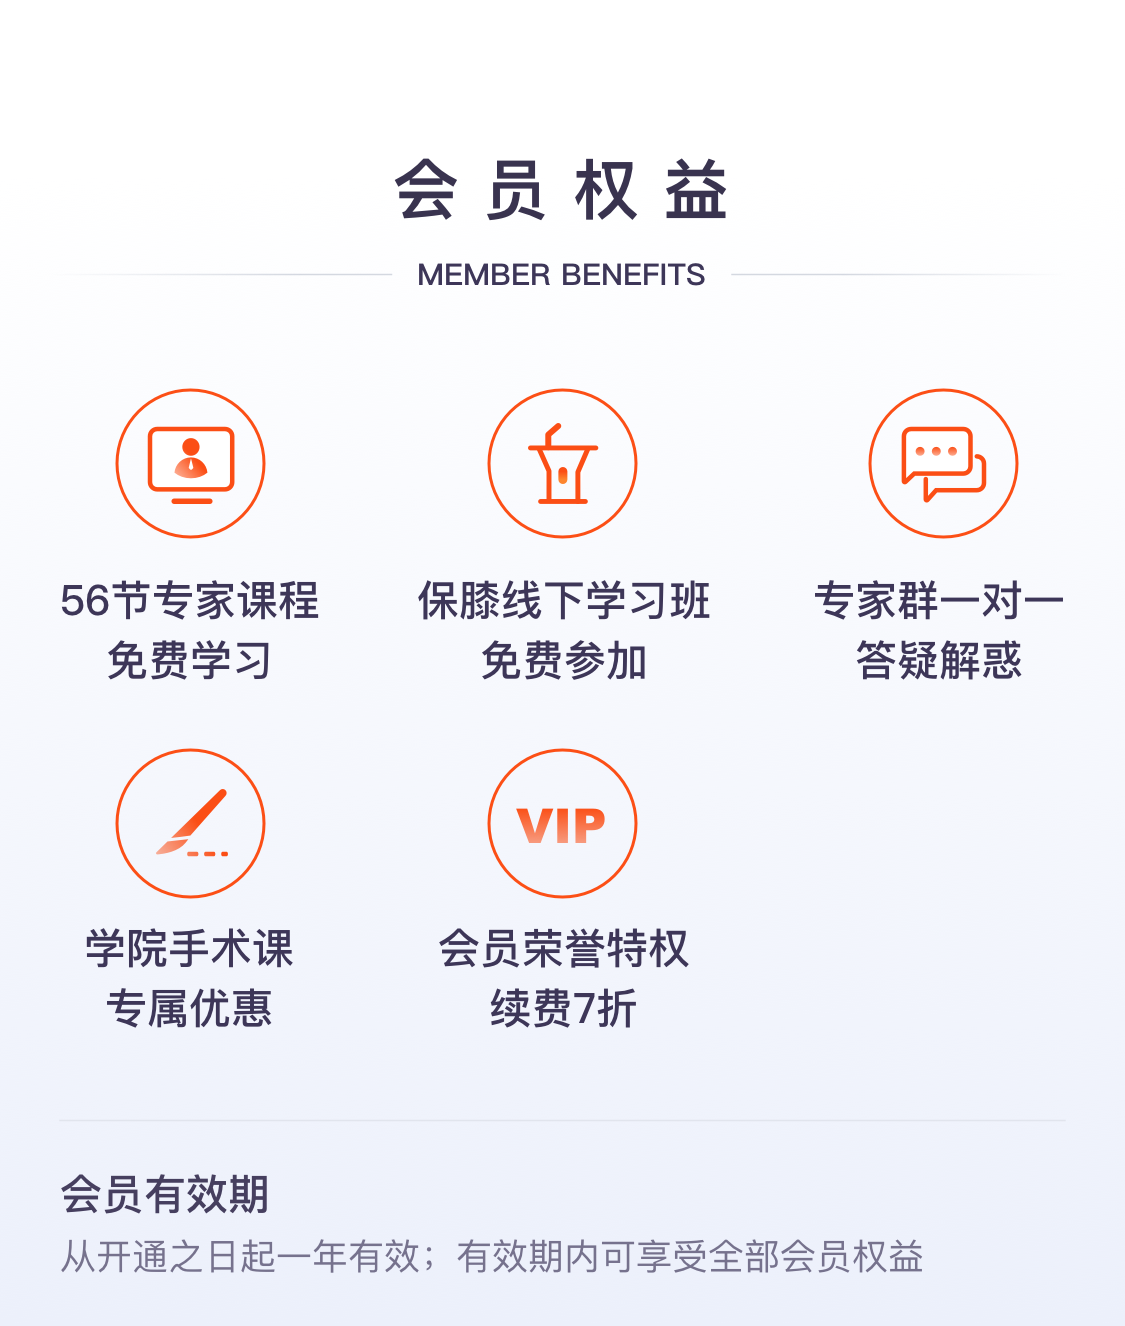 会员权益
MEMBER BENEFITS
56节专家课程
免费学习
保膝线下学习班
免费参加
专家群一对一
答疑解惑
学院手术课
专属优惠
VIP
会员荣誉特权
续费7折
会员有效期
从开通之日起一年有效；有效期内可享受全部会员权益